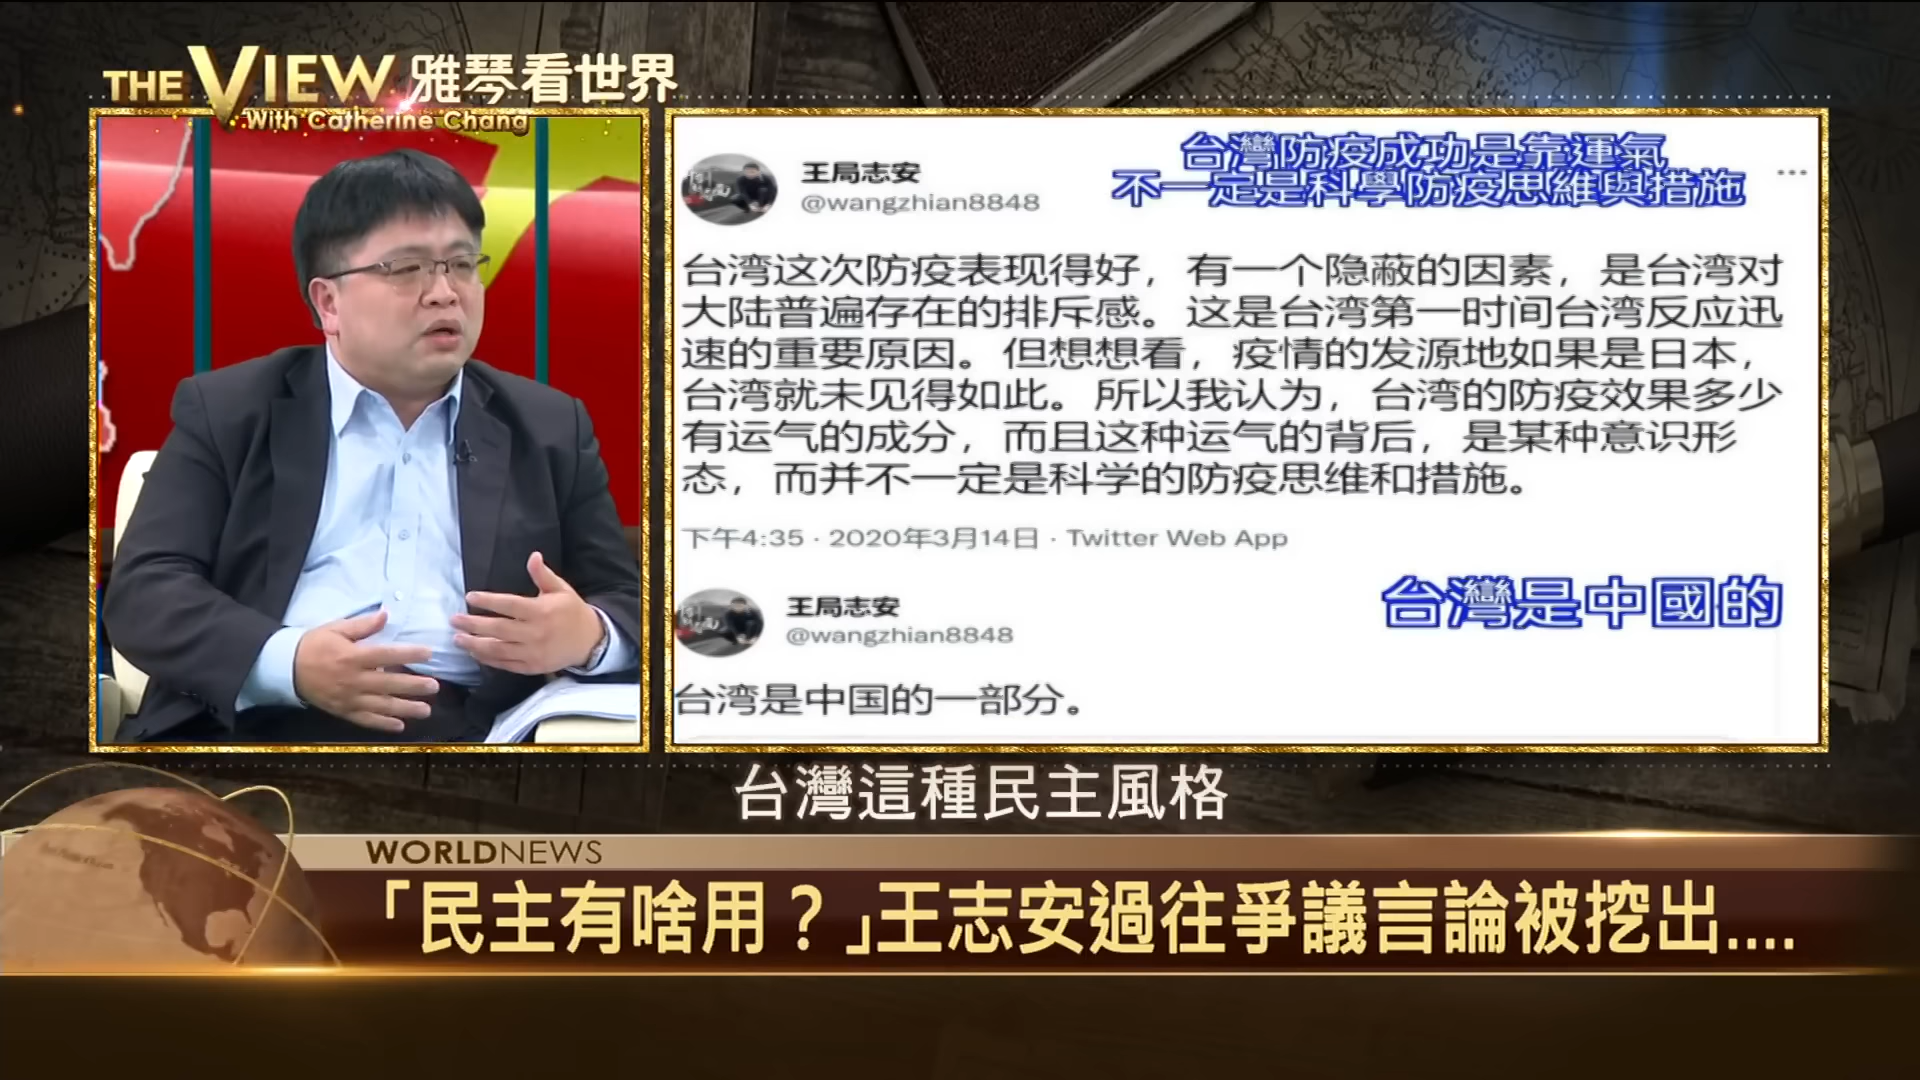 THE VIEW 雅琴看世界
With Catherine Chang
王局志安
@wangzhian8848
台灣防疫成功是靠運氣
不一定是科學防疫思維與措施
台湾这次防疫表现得好，有一个隐蔽的因素，是台湾对
大陆普遍存在的排斥感。这是台湾第一时间台湾反应迅
速的重要原因。但想想看，疫情的发源地如果是日本，
台湾就未见得如此。所以我认为，台湾的防疫效果多少
有运气的成分，而且这种运气的背后，是某种意识形
态，而并不一定是科学的防疫思维和措施。
下午4:35 · 2020年3月14日 · Twitter Web App
王局志安
@wangzhian8848
台灣是中國的
台湾是中国的一部分。
台灣這種民主風格
WORLDNEWS
「民主有啥用？」王志安過往爭議言論被挖出....